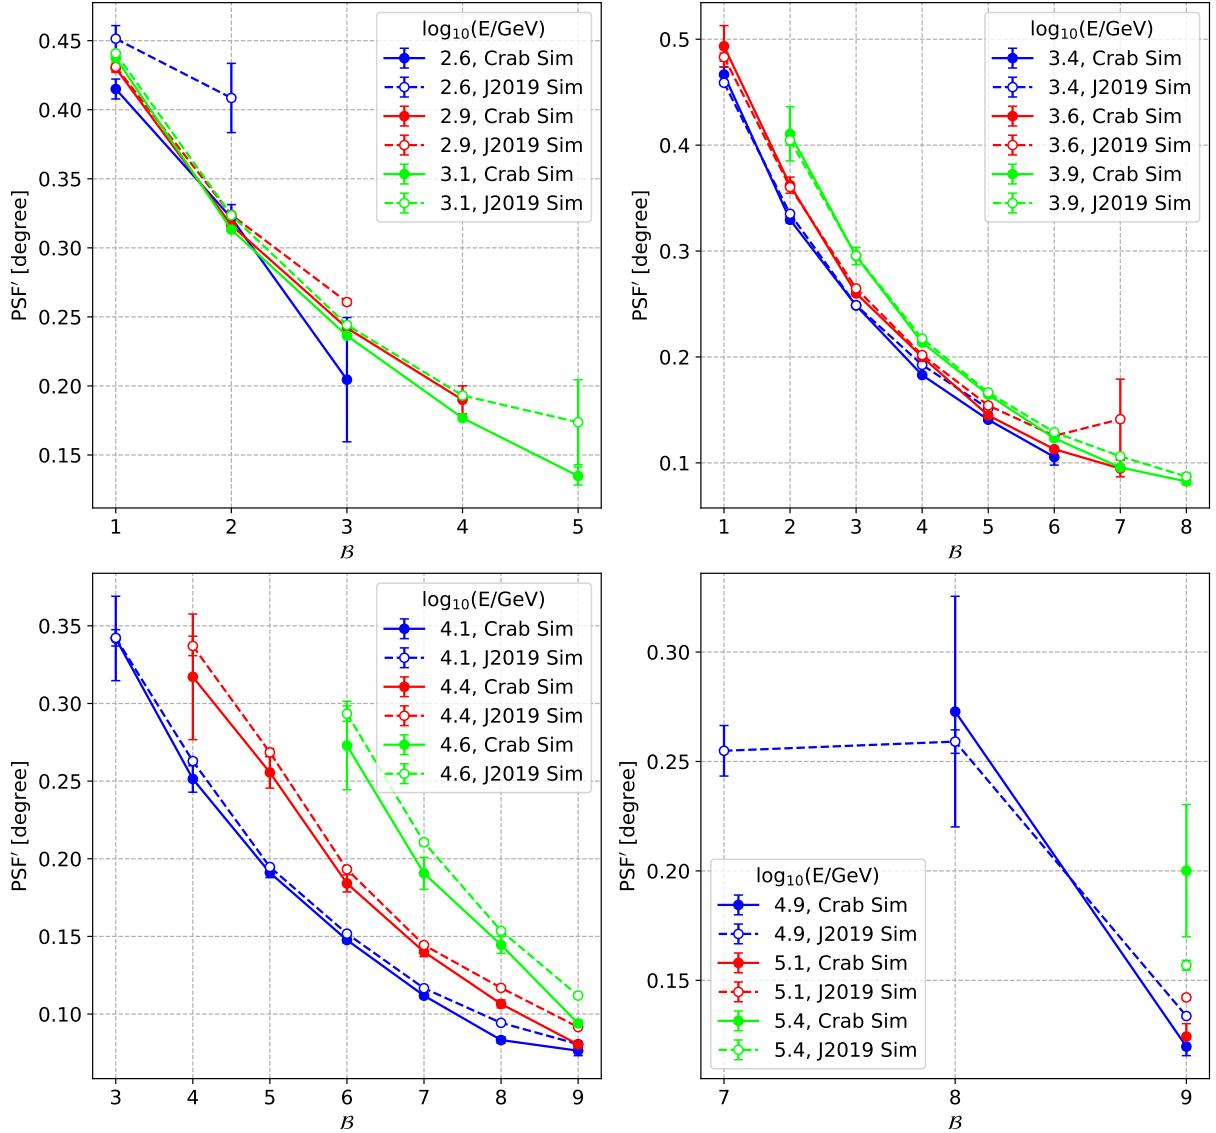 log₁₀(E/GeV)
2.6, Crab Sim
2.6, J2019 Sim
2.9, Crab Sim
2.9, J2019 Sim
3.1, Crab Sim
3.1, J2019 Sim
PSF′ [degree]
0.45
0.40
0.35
0.30
0.25
0.20
0.15
1 2 3 4 5
ℬ
log₁₀(E/GeV)
3.4, Crab Sim
3.4, J2019 Sim
3.6, Crab Sim
3.6, J2019 Sim
3.9, Crab Sim
3.9, J2019 Sim
PSF′ [degree]
0.5
0.4
0.3
0.2
0.1
1 2 3 4 5 6 7 8
ℬ
log₁₀(E/GeV)
4.1, Crab Sim
4.1, J2019 Sim
4.4, Crab Sim
4.4, J2019 Sim
4.6, Crab Sim
4.6, J2019 Sim
PSF′ [degree]
0.35
0.30
0.25
0.20
0.15
0.10
3 4 5 6 7 8 9
ℬ
PSF′ [degree]
0.30
0.25
0.20
0.15
log₁₀(E/GeV)
4.9, Crab Sim
4.9, J2019 Sim
5.1, Crab Sim
5.1, J2019 Sim
5.4, Crab Sim
5.4, J2019 Sim
7 8 9
ℬ